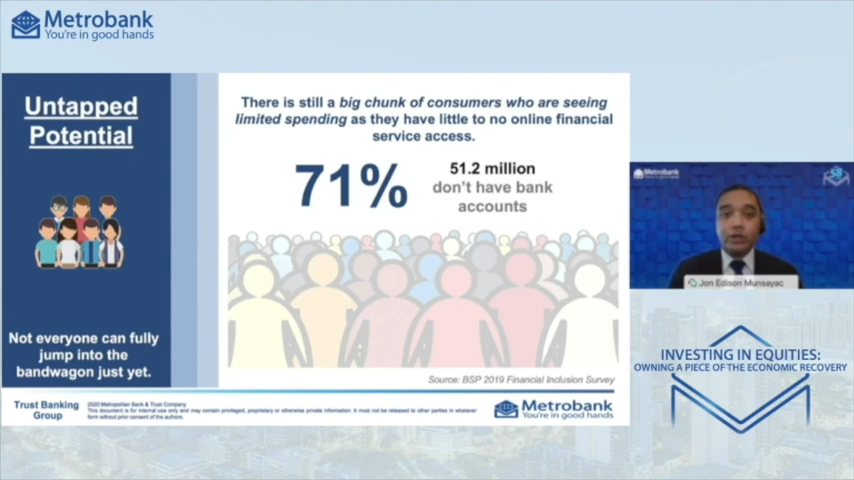 Metrobank
You're in good hands
Untapped
Potential
Not everyone can fully
jump into the
bandwagon just yet.
There is still a big chunk of consumers who are seeing
limited spending as they have little to no online financial
service access.
71%
51.2 million
don't have bank
accounts
Source: BSP 2019 Financial Inclusion Survey
Trust Banking
Group
2020 Metropolitan Bank & Trust Company
This document is for internal use only and may contain privileged, proprietary or otherwise private information. It must not be released to other parties in whatever
form without prior consent of the authors.
Metrobank
You're in good hands
Metrobank
58
Jon Edison Munsayac
INVESTING IN EQUITIES:
OWNING A PIECE OF THE ECONOMIC RECOVERY